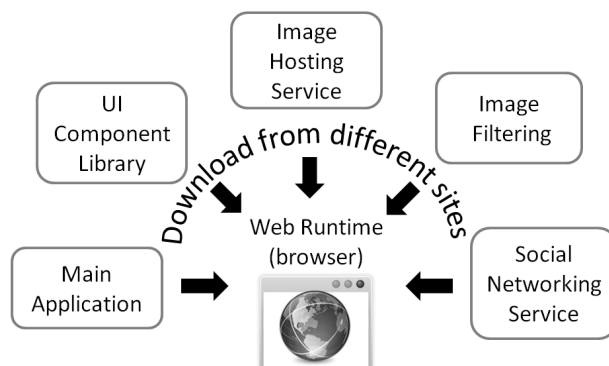 Image
Hosting
Service
UI
Component
Library
Image
Filtering
Download from different sites
Web Runtime
(browser)
Main
Application
Social
Networking
Service